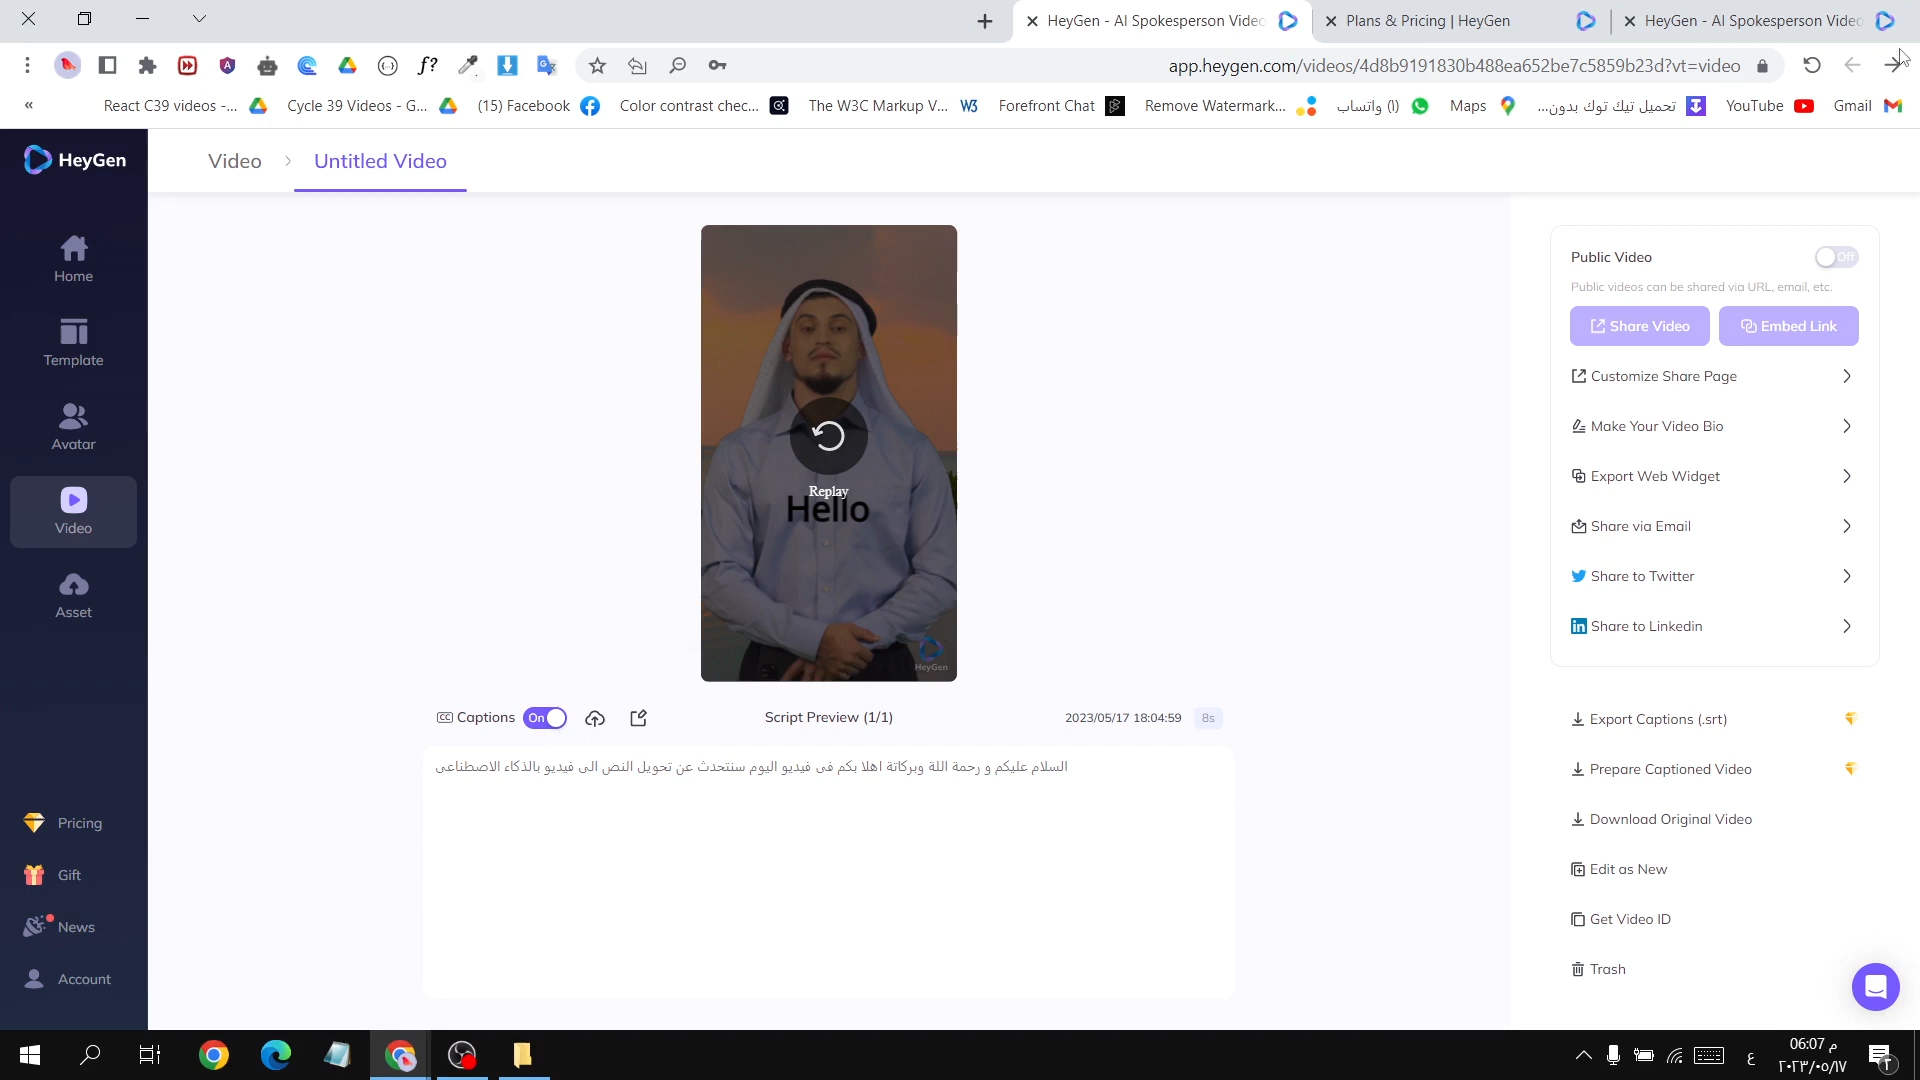 HeyGen - AI Spokesperson Video
Plans & Pricing | HeyGen
HeyGen - AI Spokesperson Video
app.heygen.com/videos/4d8b9191830b488ea652be7c5859b23d?vt=video
«
React C39 videos -...
Cycle 39 Videos - G...
(15) Facebook
Color contrast chec...
The W3C Markup V...
Forefront Chat
Remove Watermark...
(1) واتساب
Maps
تحميل تيك توك بدون...
YouTube
Gmail
HeyGen
Video
Untitled Video
Home
Template
Avatar
Video
Asset
Pricing
Gift
News
Account
Replay
Hello
HeyGen
CC Captions
On
Script Preview (1/1)
2023/05/17 18:04:59
8s
السلام عليكم و رحمة اللة وبركاتة اهلا بكم فى فيديو اليوم سنتحدث عن تحويل النص الى فيديو بالذكاء الاصطناعى
Public Video
Off
Public videos can be shared via URL, email, etc.
Share Video
Embed Link
Customize Share Page
Make Your Video Bio
Export Web Widget
Share via Email
Share to Twitter
Share to Linkedin
Export Captions (.srt)
Prepare Captioned Video
Download Original Video
Edit as New
Get Video ID
Trash
ع
06:07 م
٢٠٢٣/٠٥/١٧
٢